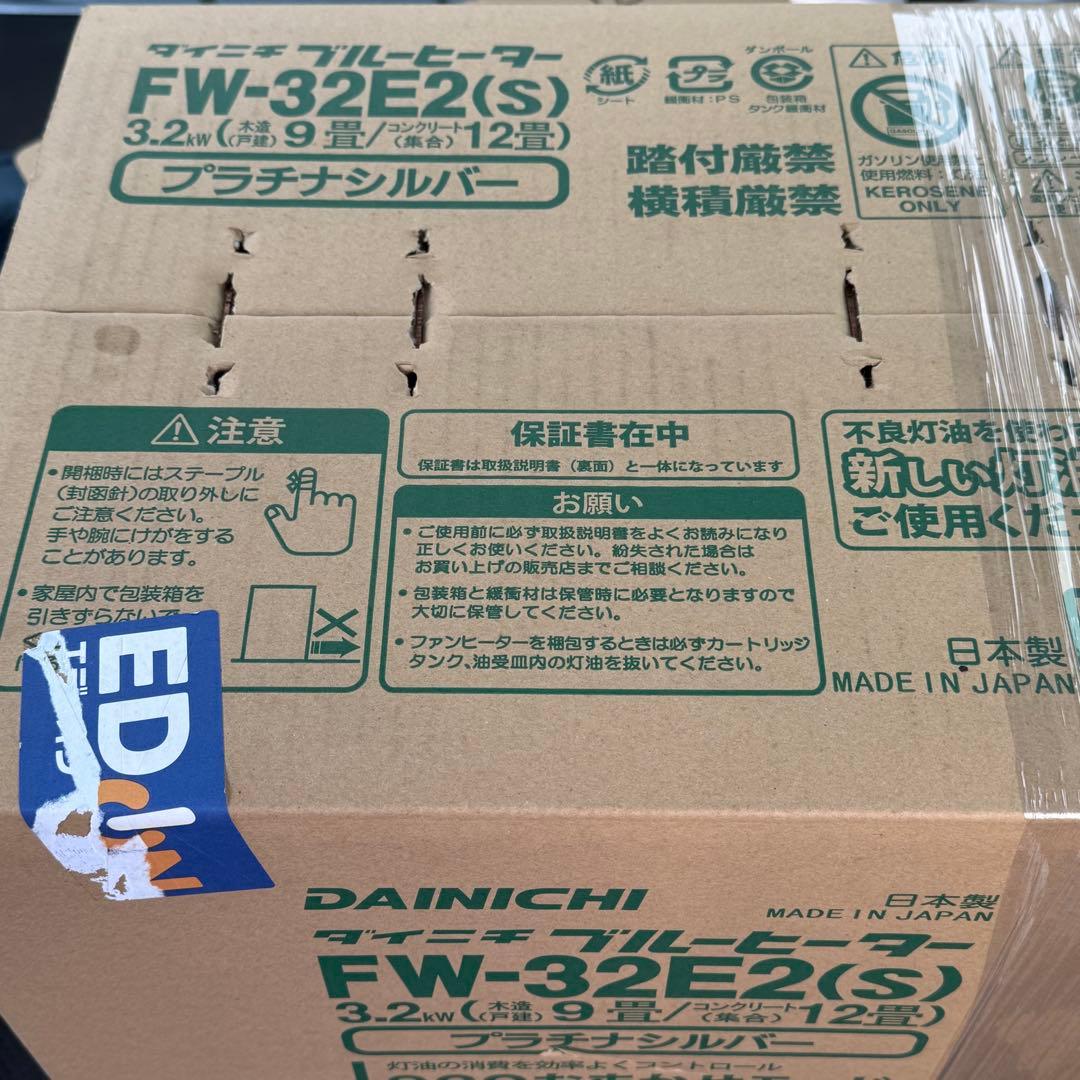 ダイニチ ブルーヒーター
FW-32E2(S)
3.2kW(木造(戸建)9畳/コンクリート(集合)12畳)
プラチナシルバー
紙
シート
プラ
緩衝材:PS
ダンボール
包装箱
タンク緩衝材
踏付厳禁
横積厳禁
GASOLINE
ガソリン使用
使用燃料:
KEROSENE
ONLY
注意
・開梱時にはステープル
(封函針)の取り外しに
ご注意ください。
手や腕にけがをする
ことがあります。
・家屋内で包装箱を
引きずらないで
保証書在中
保証書は取扱説明書(裏面)と一体になっています
お願い
・ご使用前に必ず取扱説明書をよくお読みになり
正しくお使いください。紛失された場合は
お買い上げの販売店までご相談ください。
・包装箱と緩衝材は保管時に必要となりますので
大切に保管してください。
・ファンヒーターを梱包するときは必ずカートリッジ
タンク、油受皿内の灯油を抜いてください。
不良灯油を使わ
新しい灯油
ご使用くださ
日本製
MADE IN JAPAN
EDION
DAINICHI
日本製
MADE IN JAPAN
ダイニチ ブルーヒーター
FW-32E2(S)
3.2kW(木造(戸建)9畳/コンクリート(集合)12畳)
プラチナシルバー
灯油の消費を効率よくコントロール